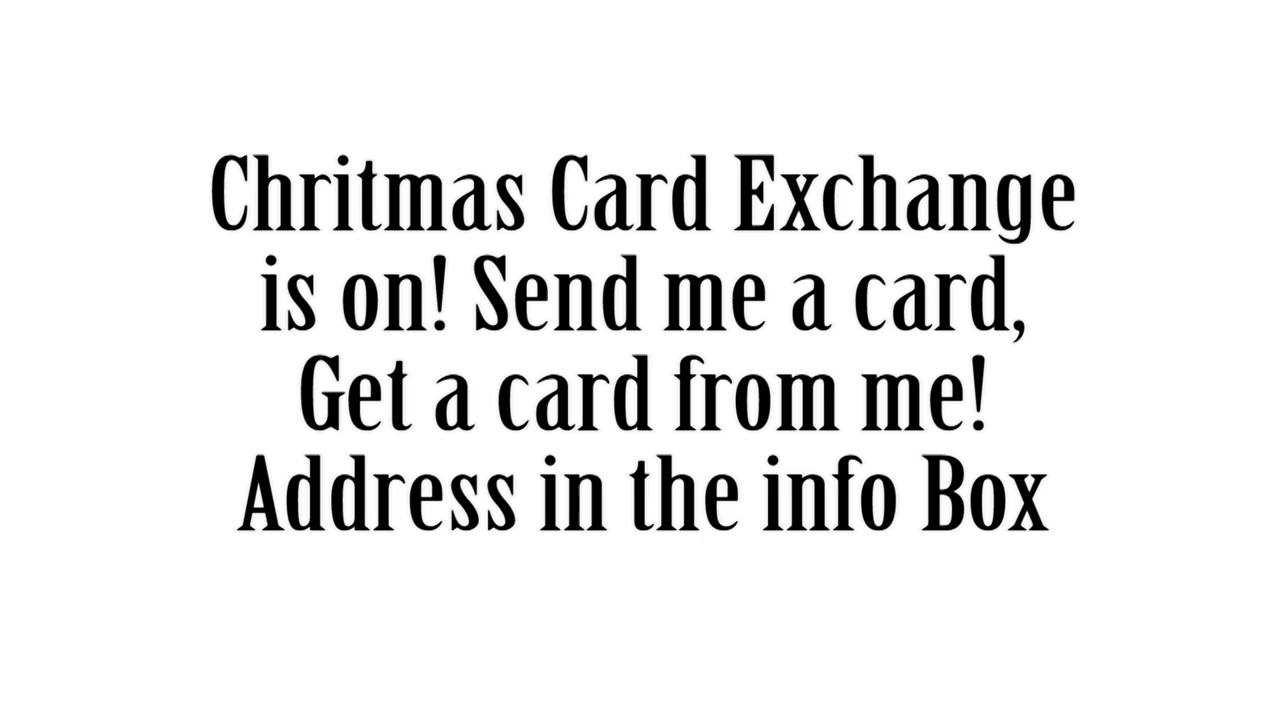 Chritmas Card Exchange
is on! Send me a card,
Get a card from me!
Address in the info Box